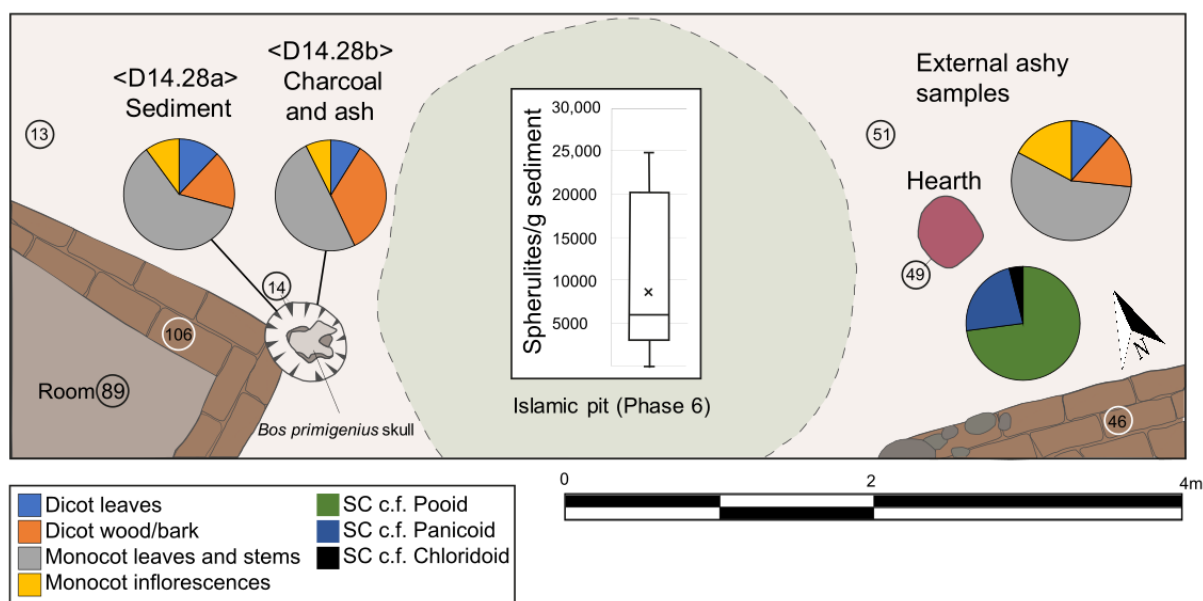 <D14.28a>
Sediment
<D14.28b>
Charcoal
and ash
External ashy
samples
13
51
Hearth
49
14
106
Room 89
Bos primigenius skull
Spherulites/g sediment
30,000
25,000
20000
15000
10000
5000
Islamic pit (Phase 6)
N
46
0
2
4m
Dicot leaves
Dicot wood/bark
Monocot leaves and stems
Monocot inflorescences
SC c.f. Pooid
SC c.f. Panicoid
SC c.f. Chloridoid